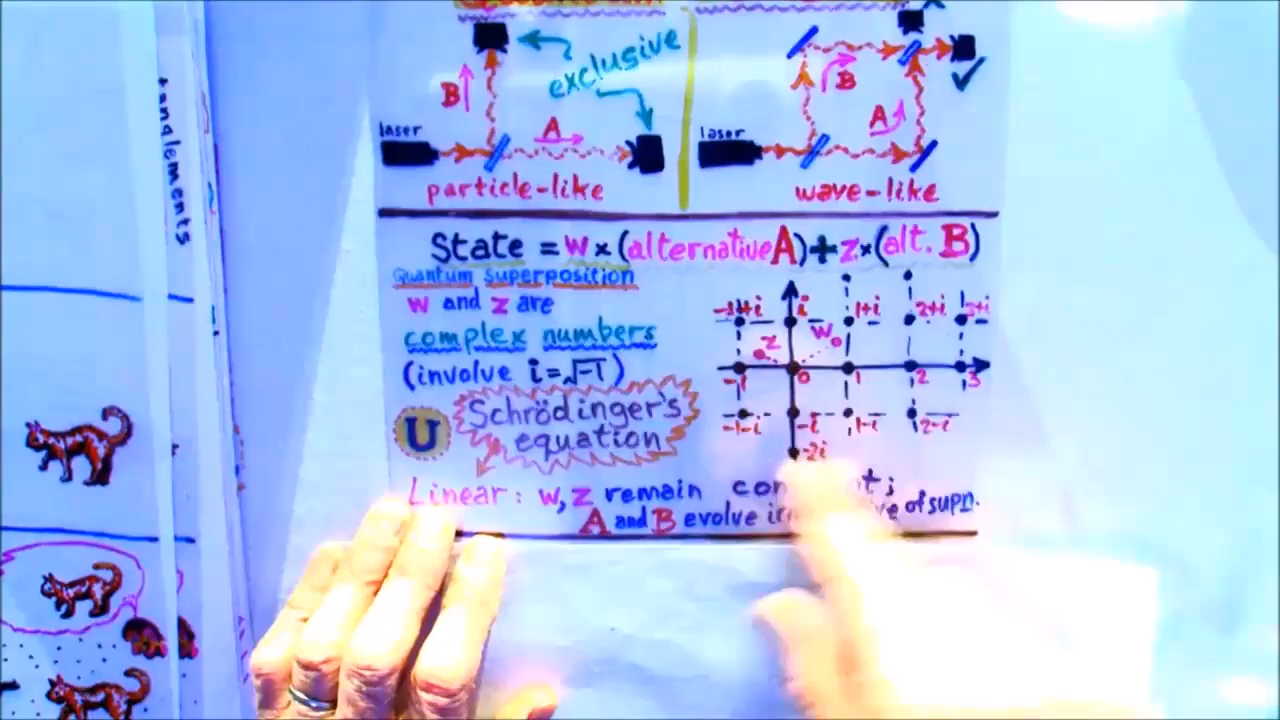 tanglements
exclusive
B
A
laser
particle-like
B
A
laser
wave-like
State = w×(alternative A)+z×(alt. B)
Quantum superposition
w and z are
complex numbers
(involve i=√-1)
U
Schrödinger's
equation
Linear: w, z remain
A and B evolve
of supn.
-1+i i 1+i 2+i 3+i
z w
-1 0 1 2 3
-1-i -i 1-i 2-i
-2i